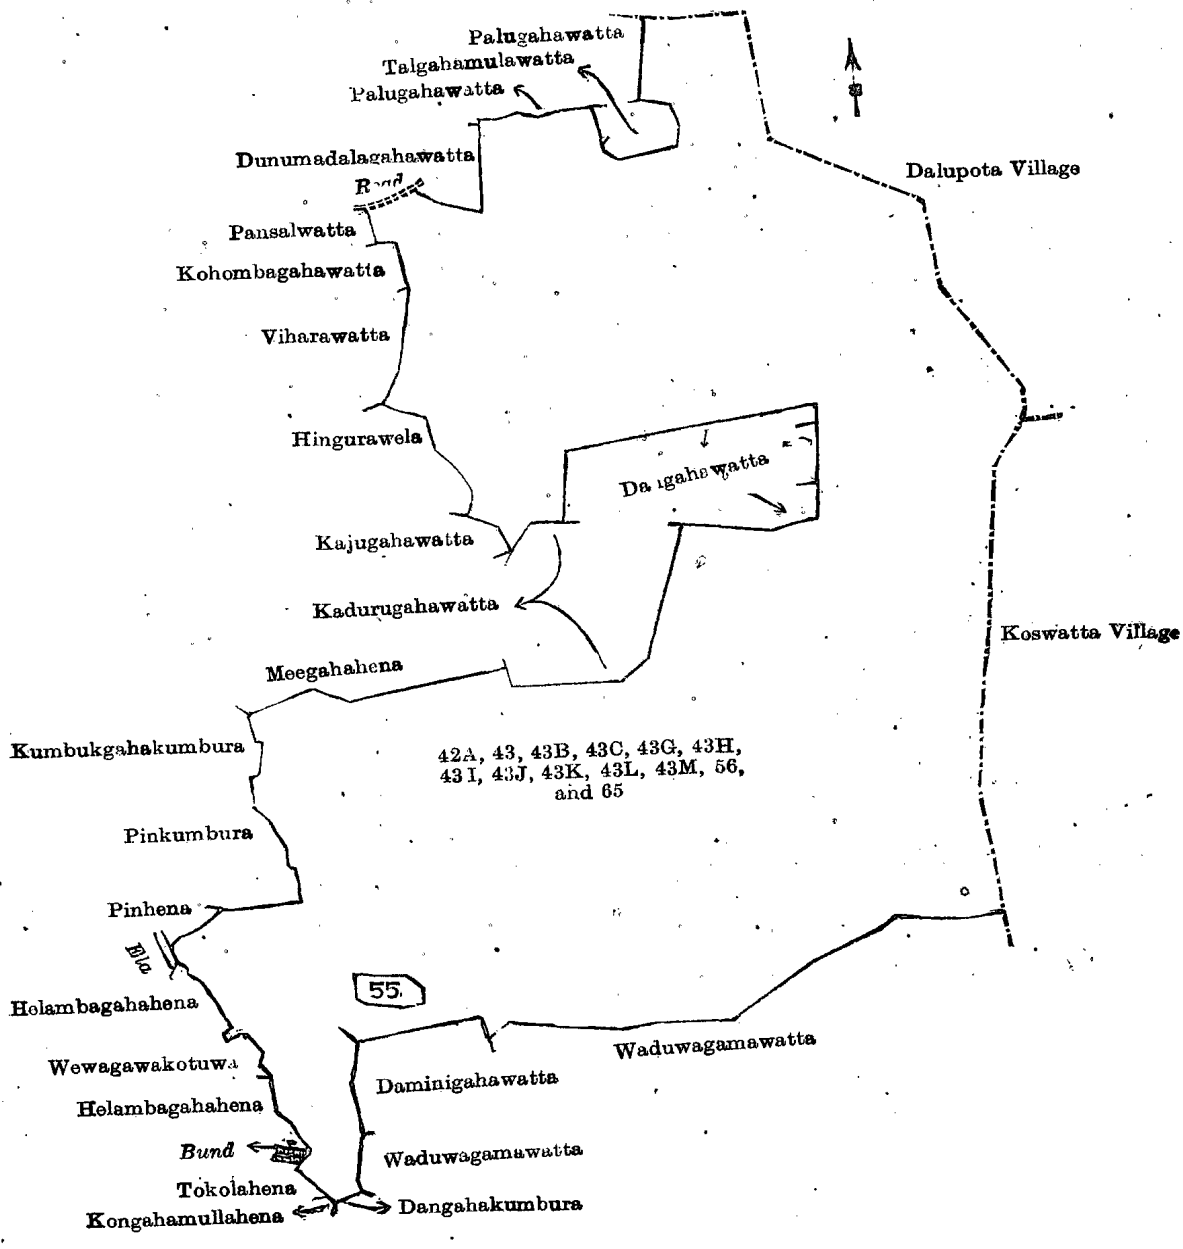 Palugahawatta
Talgahamulawatta
Palugahawatta
Dunumadalagahawatta
Dalupota Village
Road
Pansalwatta
Kohombagahawatta
Viharawatta
Hingurawela
Kajugahawatta
Kadurugahawatta
Koswatta Village
Meegahahena
Kumbukgahakumbura
42A, 43, 43B, 43C, 43G, 43H,
43I, 43J, 43K, 43L, 43M, 56,
and 65
Pinkumbura
Pinhena
Ela
55
Helambagahahena
Waduwagamawatta
Wewagawakotuwa
Daminigahawatta
Helambagahahena
Bund
Waduwagamawatta
Tokolahena
Dangahakumbura
Kongahamullahena